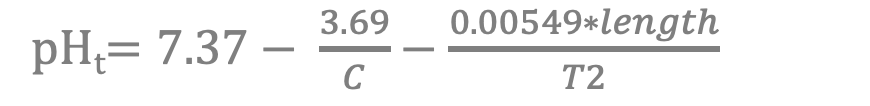 pHₜ= 7.37 − 3.69/C − 0.00549*length/T2